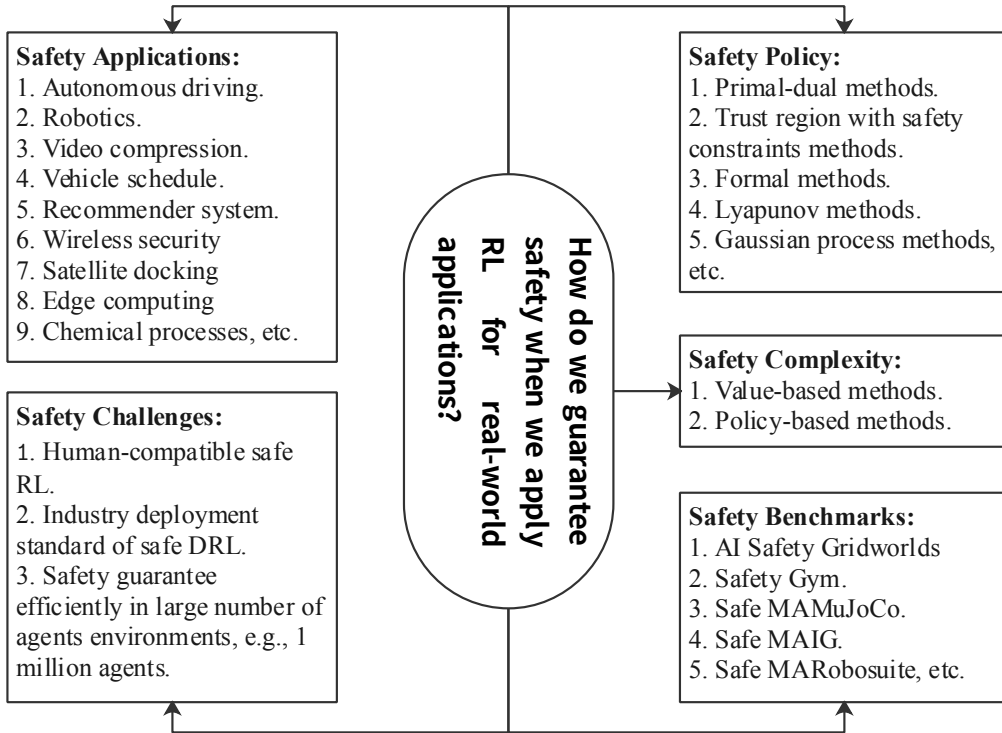 Safety Applications:
1. Autonomous driving.
2. Robotics.
3. Video compression.
4. Vehicle schedule.
5. Recommender system.
6. Wireless security
7. Satellite docking
8. Edge computing
9. Chemical processes, etc.
Safety Challenges:
1. Human-compatible safe
RL.
2. Industry deployment
standard of safe DRL.
3. Safety guarantee
efficiently in large number of
agents environments, e.g., 1
million agents.
How do we guarantee
safety when we apply
RL for real-world
applications?
Safety Policy:
1. Primal-dual methods.
2. Trust region with safety
constraints methods.
3. Formal methods.
4. Lyapunov methods.
5. Gaussian process methods,
etc.
Safety Complexity:
1. Value-based methods.
2. Policy-based methods.
Safety Benchmarks:
1. AI Safety Gridworlds
2. Safety Gym.
3. Safe MAMuJoCo.
4. Safe MAIG.
5. Safe MARobosuite, etc.